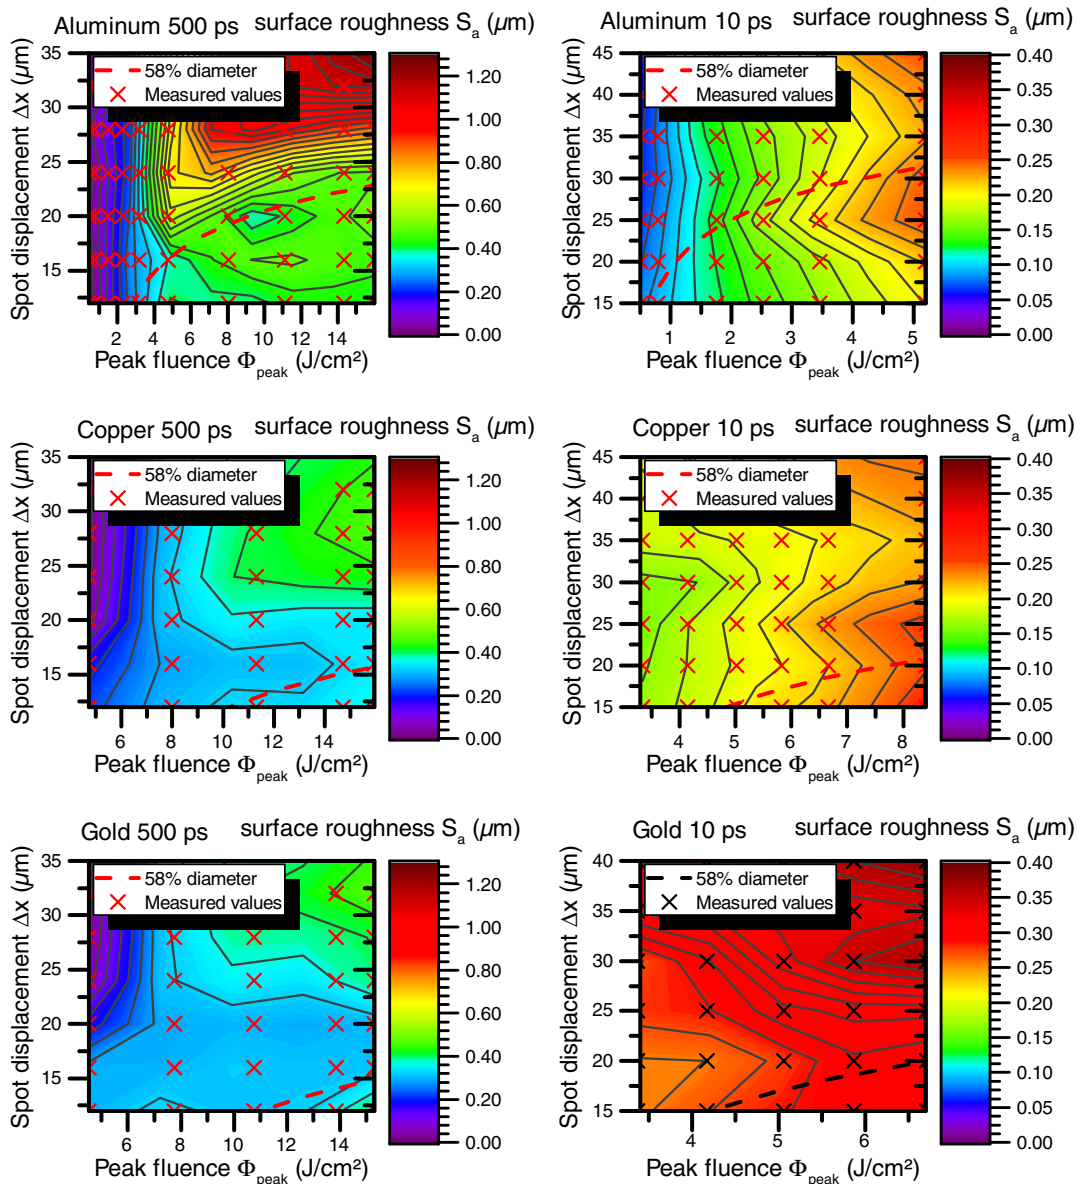 Aluminum 500 ps surface roughness Sa (µm)
58% diameter
Measured values
Spot displacement Δx (µm)
35
30
25
20
15
2 4 6 8 10 12 14
Peak fluence Φpeak (J/cm²)
1.20
1.00
0.80
0.60
0.40
0.20
0.00
Aluminum 10 ps surface roughness Sa (µm)
58% diameter
Measured values
Spot displacement Δx (µm)
45
40
35
30
25
20
15
1 2 3 4 5
Peak fluence Φpeak (J/cm²)
0.40
0.35
0.30
0.25
0.20
0.15
0.10
0.05
0.00
Copper 500 ps surface roughness Sa (µm)
58% diameter
Measured values
Spot displacement Δx (µm)
35
30
25
20
15
6 8 10 12 14
Peak fluence Φpeak (J/cm²)
1.20
1.00
0.80
0.60
0.40
0.20
0.00
Copper 10 ps surface roughness Sa (µm)
58% diameter
Measured values
Spot displacement Δx (µm)
45
40
35
30
25
20
15
4 5 6 7 8
Peak fluence Φpeak (J/cm²)
0.40
0.35
0.30
0.25
0.20
0.15
0.10
0.05
0.00
Gold 500 ps surface roughness Sa (µm)
58% diameter
Measured values
Spot displacement Δx (µm)
35
30
25
20
15
6 8 10 12 14
Peak fluence Φpeak (J/cm²)
1.20
1.00
0.80
0.60
0.40
0.20
0.00
Gold 10 ps surface roughness Sa (µm)
58% diameter
Measured values
Spot displacement Δx (µm)
40
35
30
25
20
15
4 5 6
Peak fluence Φpeak (J/cm²)
0.40
0.35
0.30
0.25
0.20
0.15
0.10
0.05
0.00